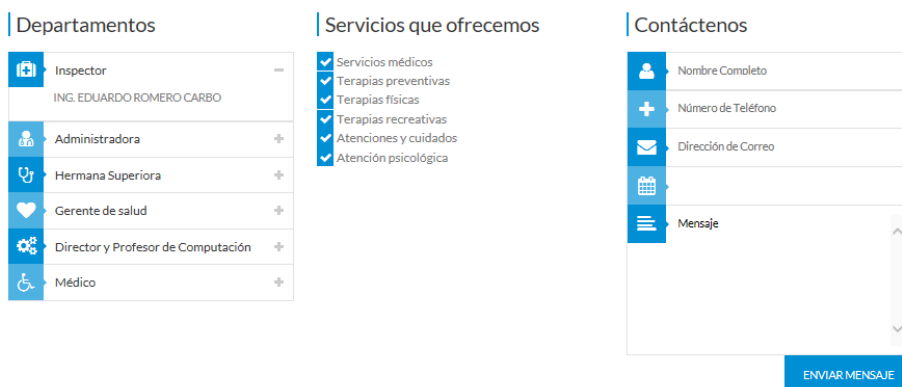 Departamentos
Inspector
ING. EDUARDO ROMERO CARBO
Administradora
Hermana Superiora
Gerente de salud
Director y Profesor de Computación
Médico
Servicios que ofrecemos
Servicios médicos
Terapias preventivas
Terapias físicas
Terapias recreativas
Atenciones y cuidados
Atención psicológica
Contáctenos
Nombre Completo
Número de Teléfono
Dirección de Correo
Mensaje
ENVIAR MENSAJE